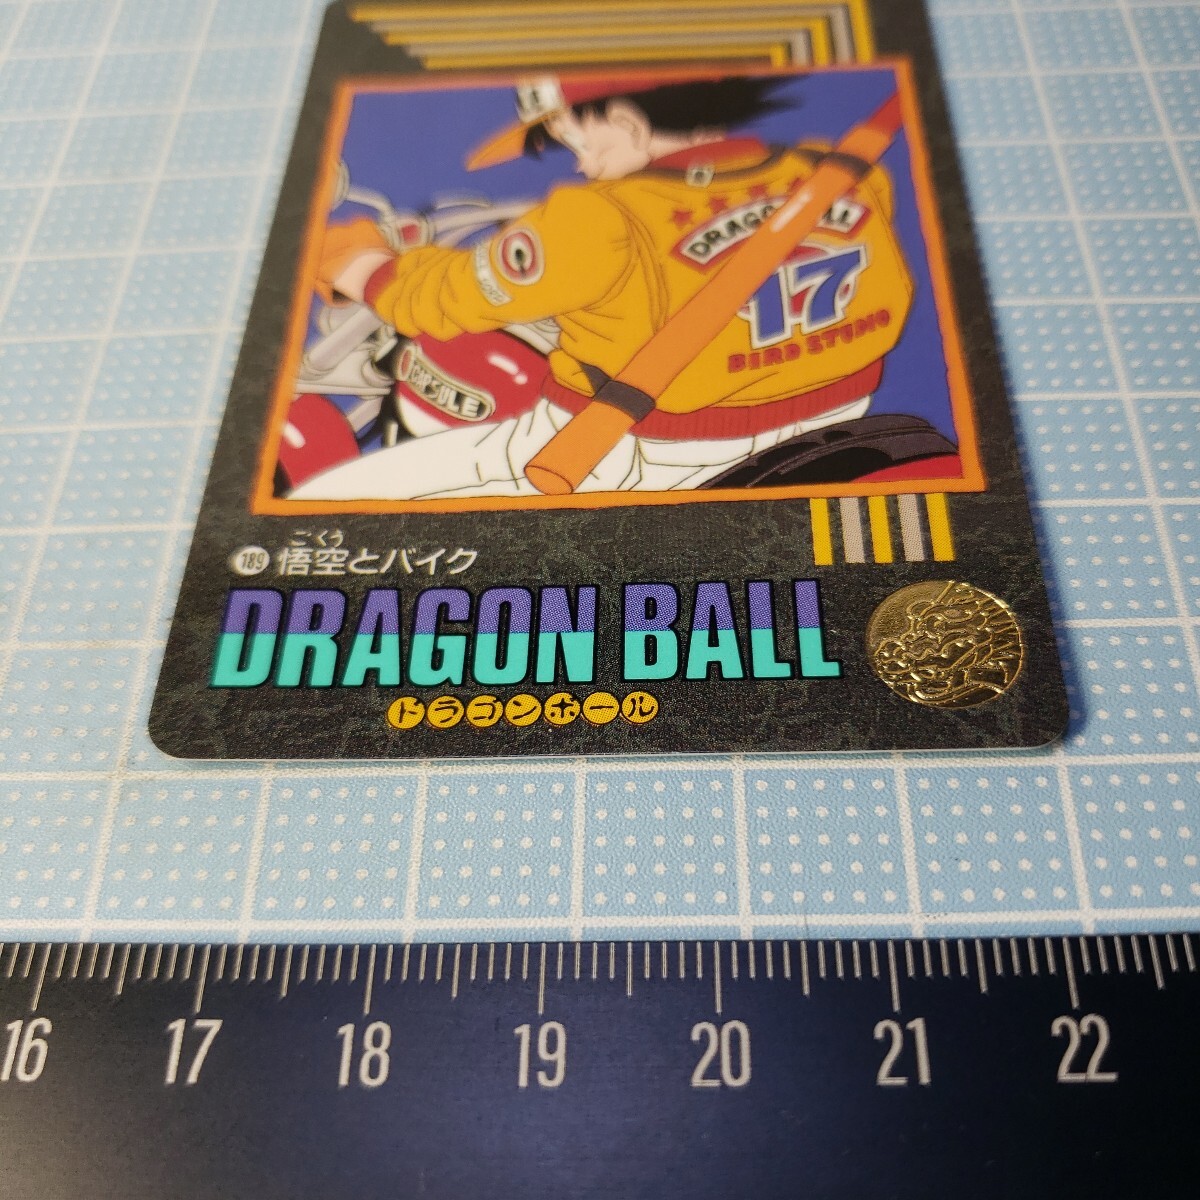 DRAGON BALL
17
BIRD STUDIO
C
CAPSULE
ごくう
189 悟空とバイク
DRAGON BALL
ドラゴンボール
16 17 18 19 20 21 22